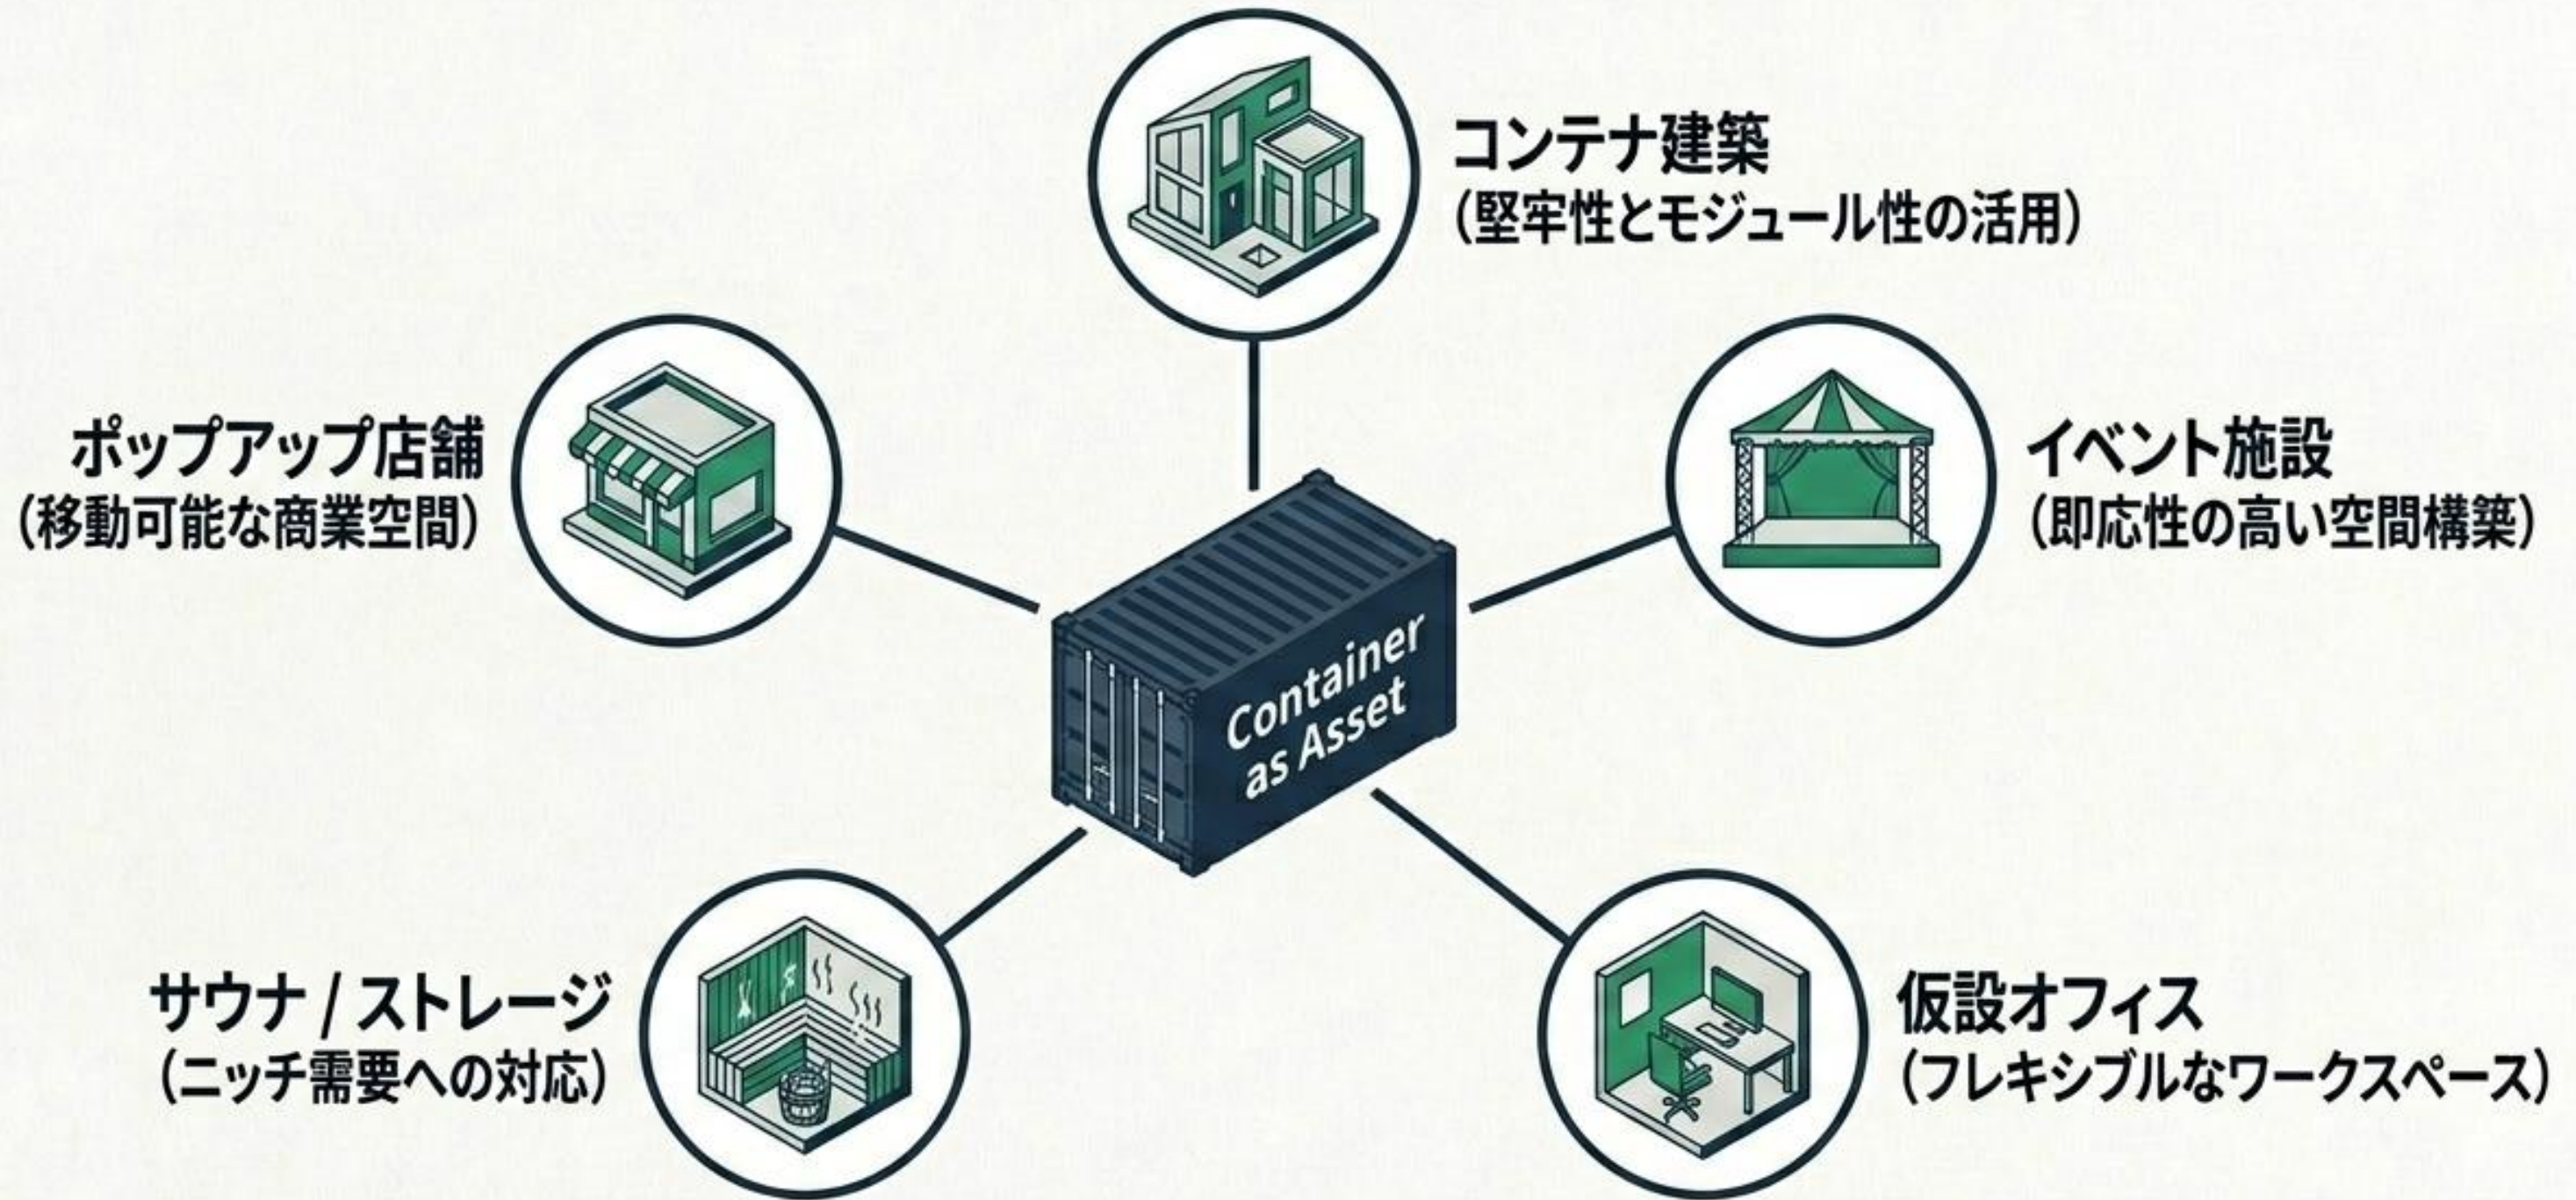 コンテナ建築
（堅牢性とモジュール性の活用）
ポップアップ店舗
（移動可能な商業空間）
イベント施設
（即応性の高い空間構築）
Container
as Asset
サウナ / ストレージ
（ニッチ需要への対応）
仮設オフィス
（フレキシブルなワークスペース）